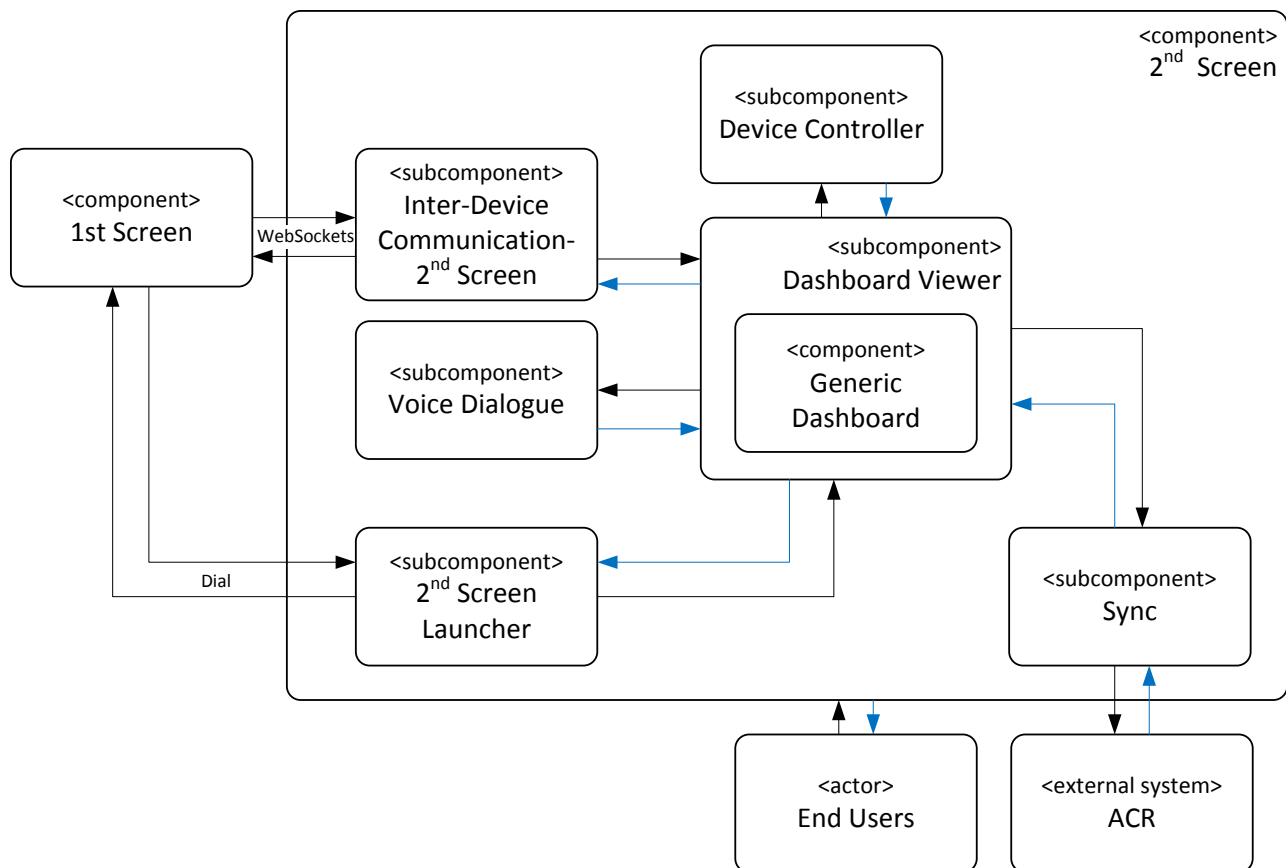 <component>
2nd Screen
<subcomponent>
Device Controller
<component>
1st Screen
WebSockets
<subcomponent>
Inter-Device
Communication-
2nd Screen
<subcomponent>
Dashboard Viewer
<component>
Generic
Dashboard
<subcomponent>
Voice Dialogue
Dial
<subcomponent>
2nd Screen
Launcher
<subcomponent>
Sync
<actor>
End Users
<external system>
ACR